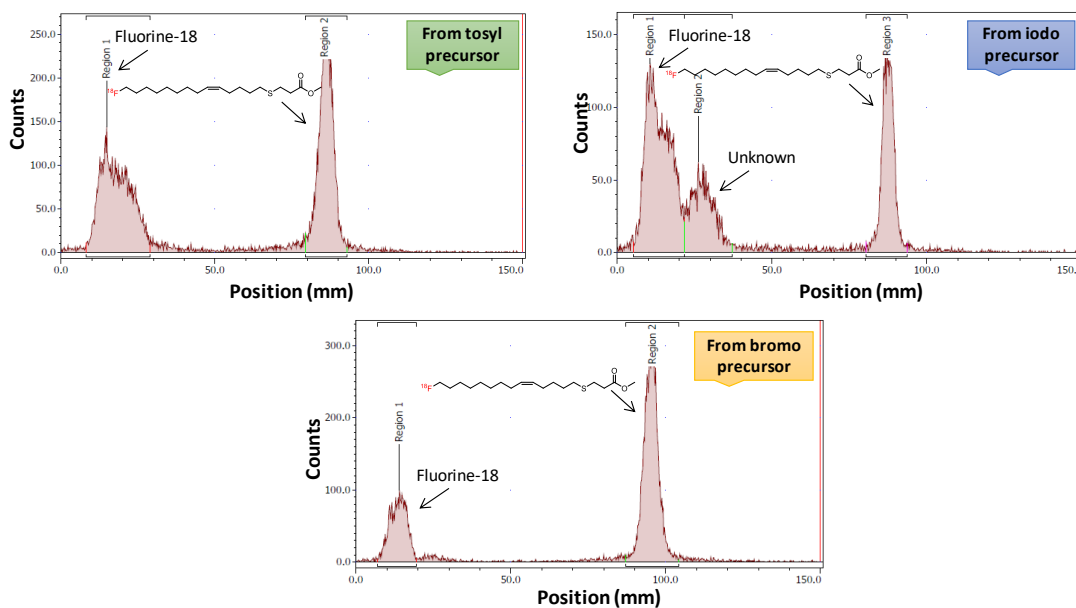 From tosyl
precursor
Fluorine-18
Region 1
Region 2
18F
S
O
O
250.0
200.0
150.0
100.0
50.0
0.0
Counts
0.0
50.0
100.0
150.0
Position (mm)
From iodo
precursor
Fluorine-18
Unknown
Region 1
Region 2
Region 3
18F
S
O
O
150.0
100.0
50.0
0.0
Counts
0.0
50.0
100.0
150.0
Position (mm)
From bromo
precursor
Fluorine-18
Region 1
Region 2
18F
S
O
O
300.0
200.0
100.0
0.0
Counts
0.0
50.0
100.0
150.0
Position (mm)